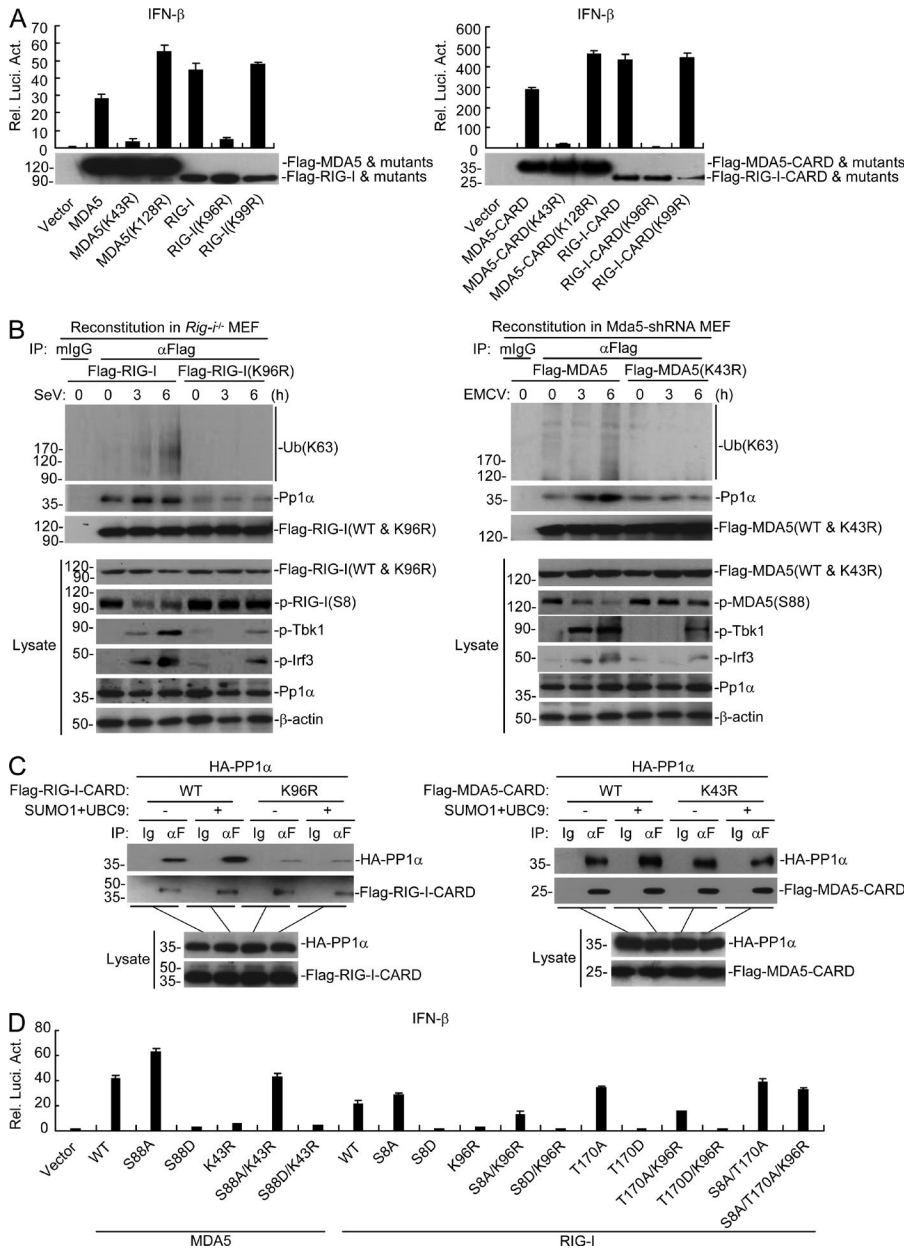 A
IFN-β
Rel. Luci. Act.
70
60
50
40
30
20
10
0
120-
90-
-Flag-MDA5 & mutants
-Flag-RIG-I & mutants
Vector
MDA5
MDA5(K43R)
MDA5(K128R)
RIG-I
RIG-I(K96R)
RIG-I(K99R)
IFN-β
Rel. Luci. Act.
600
500
400
300
200
100
0
35-
25-
-Flag-MDA5-CARD & mutants
-Flag-RIG-I-CARD & mutants
Vector
MDA5-CARD
MDA5-CARD(K43R)
MDA5-CARD(K128R)
RIG-I-CARD
RIG-I-CARD(K96R)
RIG-I-CARD(K99R)
B
Reconstitution in Rig-i-/- MEF
IP: mIgG αFlag
Flag-RIG-I Flag-RIG-I(K96R)
SeV: 0 0 3 6 0 3 6 (h)
170-
120-
90-
-Ub(K63)
35-
-Pp1α
120-
90-
-Flag-RIG-I(WT & K96R)
Lysate
120-
90-
-Flag-RIG-I(WT & K96R)
90-
-p-RIG-I(S8)
90-
-p-Tbk1
50-
-p-Irf3
35-
-Pp1α
50-
-β-actin
Reconstitution in Mda5-shRNA MEF
IP: mIgG αFlag
Flag-MDA5 Flag-MDA5(K43R)
EMCV: 0 0 3 6 0 3 6 (h)
170-
120-
-Ub(K63)
35-
-Pp1α
120-
-Flag-MDA5(WT & K43R)
Lysate
120-
-Flag-MDA5(WT & K43R)
120-
-p-MDA5(S88)
90-
-p-Tbk1
50-
-p-Irf3
35-
-Pp1α
50-
-β-actin
C
HA-PP1α
Flag-RIG-I-CARD: WT K96R
SUMO1+UBC9: - + - +
IP: Ig αF Ig αF Ig αF Ig αF
35-
-HA-PP1α
50-
35-
-Flag-RIG-I-CARD
Lysate
35-
-HA-PP1α
50-
35-
-Flag-RIG-I-CARD
HA-PP1α
Flag-MDA5-CARD: WT K43R
SUMO1+UBC9: - + - +
IP: Ig αF Ig αF Ig αF Ig αF
35-
-HA-PP1α
25-
-Flag-MDA5-CARD
Lysate
35-
-HA-PP1α
25-
-Flag-MDA5-CARD
D
IFN-β
Rel. Luci. Act.
80
60
40
20
0
Vector
WT
S88A
S88D
K43R
S88A/K43R
S88D/K43R
WT
S8A
S8D
K96R
S8A/K96R
S8D/K96R
T170A
T170D
T170A/K96R
T170D/K96R
S8A/T170A
S8A/T170A/K96R
MDA5
RIG-I